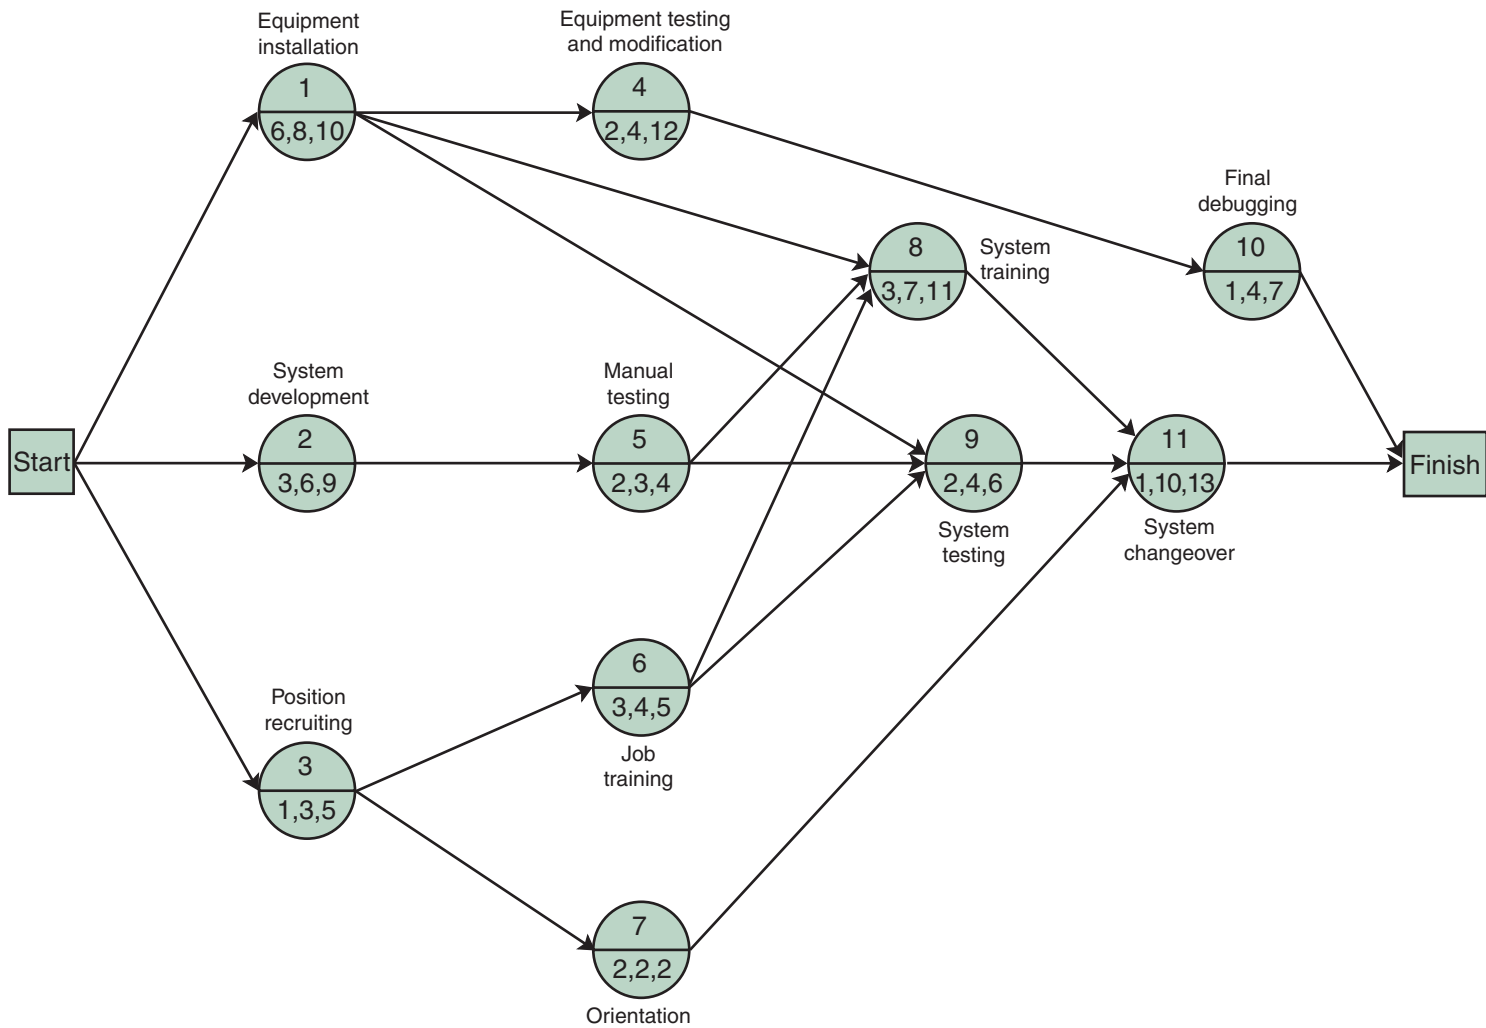 Equipment
installation
1
6,8,10
Equipment testing
and modification
4
2,4,12
Final
debugging
10
1,4,7
8
3,7,11
System
training
System
development
2
3,6,9
Manual
testing
5
2,3,4
Start
9
2,4,6
System
testing
11
1,10,13
System
changeover
Finish
Position
recruiting
3
1,3,5
6
3,4,5
Job
training
7
2,2,2
Orientation